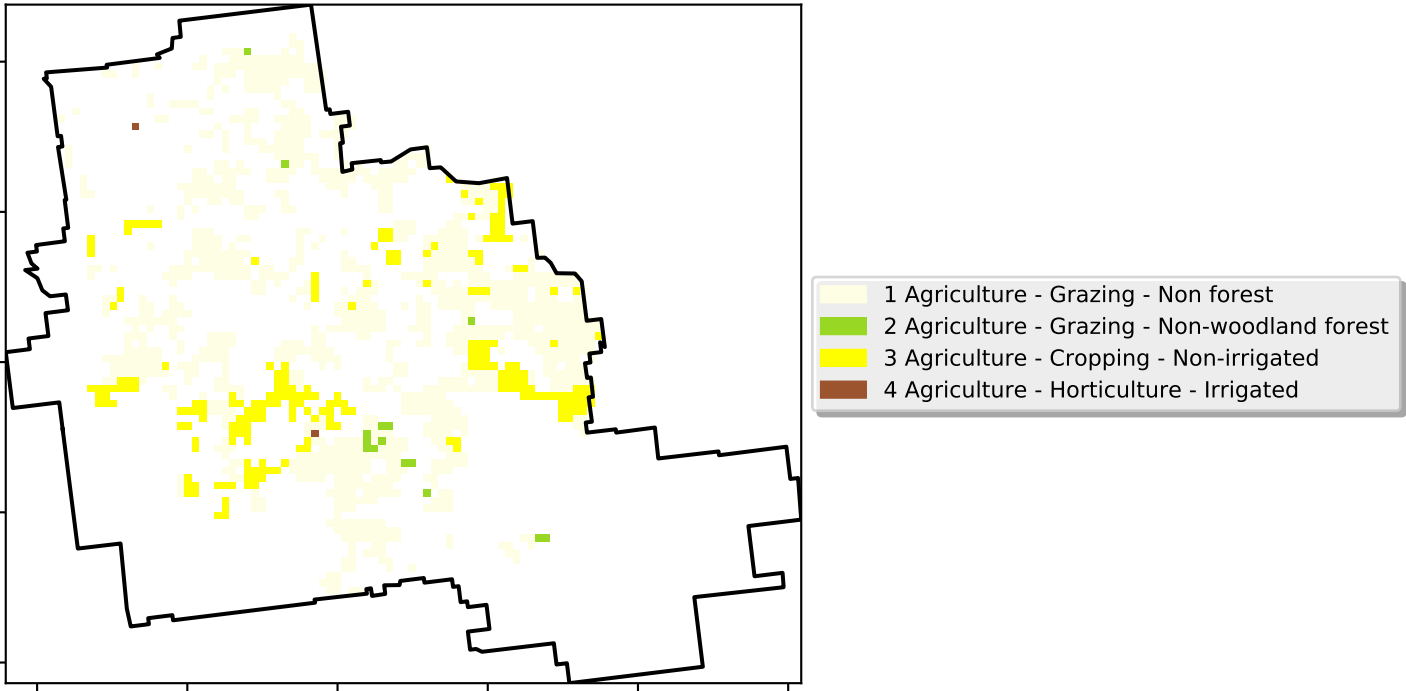 1 Agriculture - Grazing - Non forest
2 Agriculture - Grazing - Non-woodland forest
3 Agriculture - Cropping - Non-irrigated
4 Agriculture - Horticulture - Irrigated